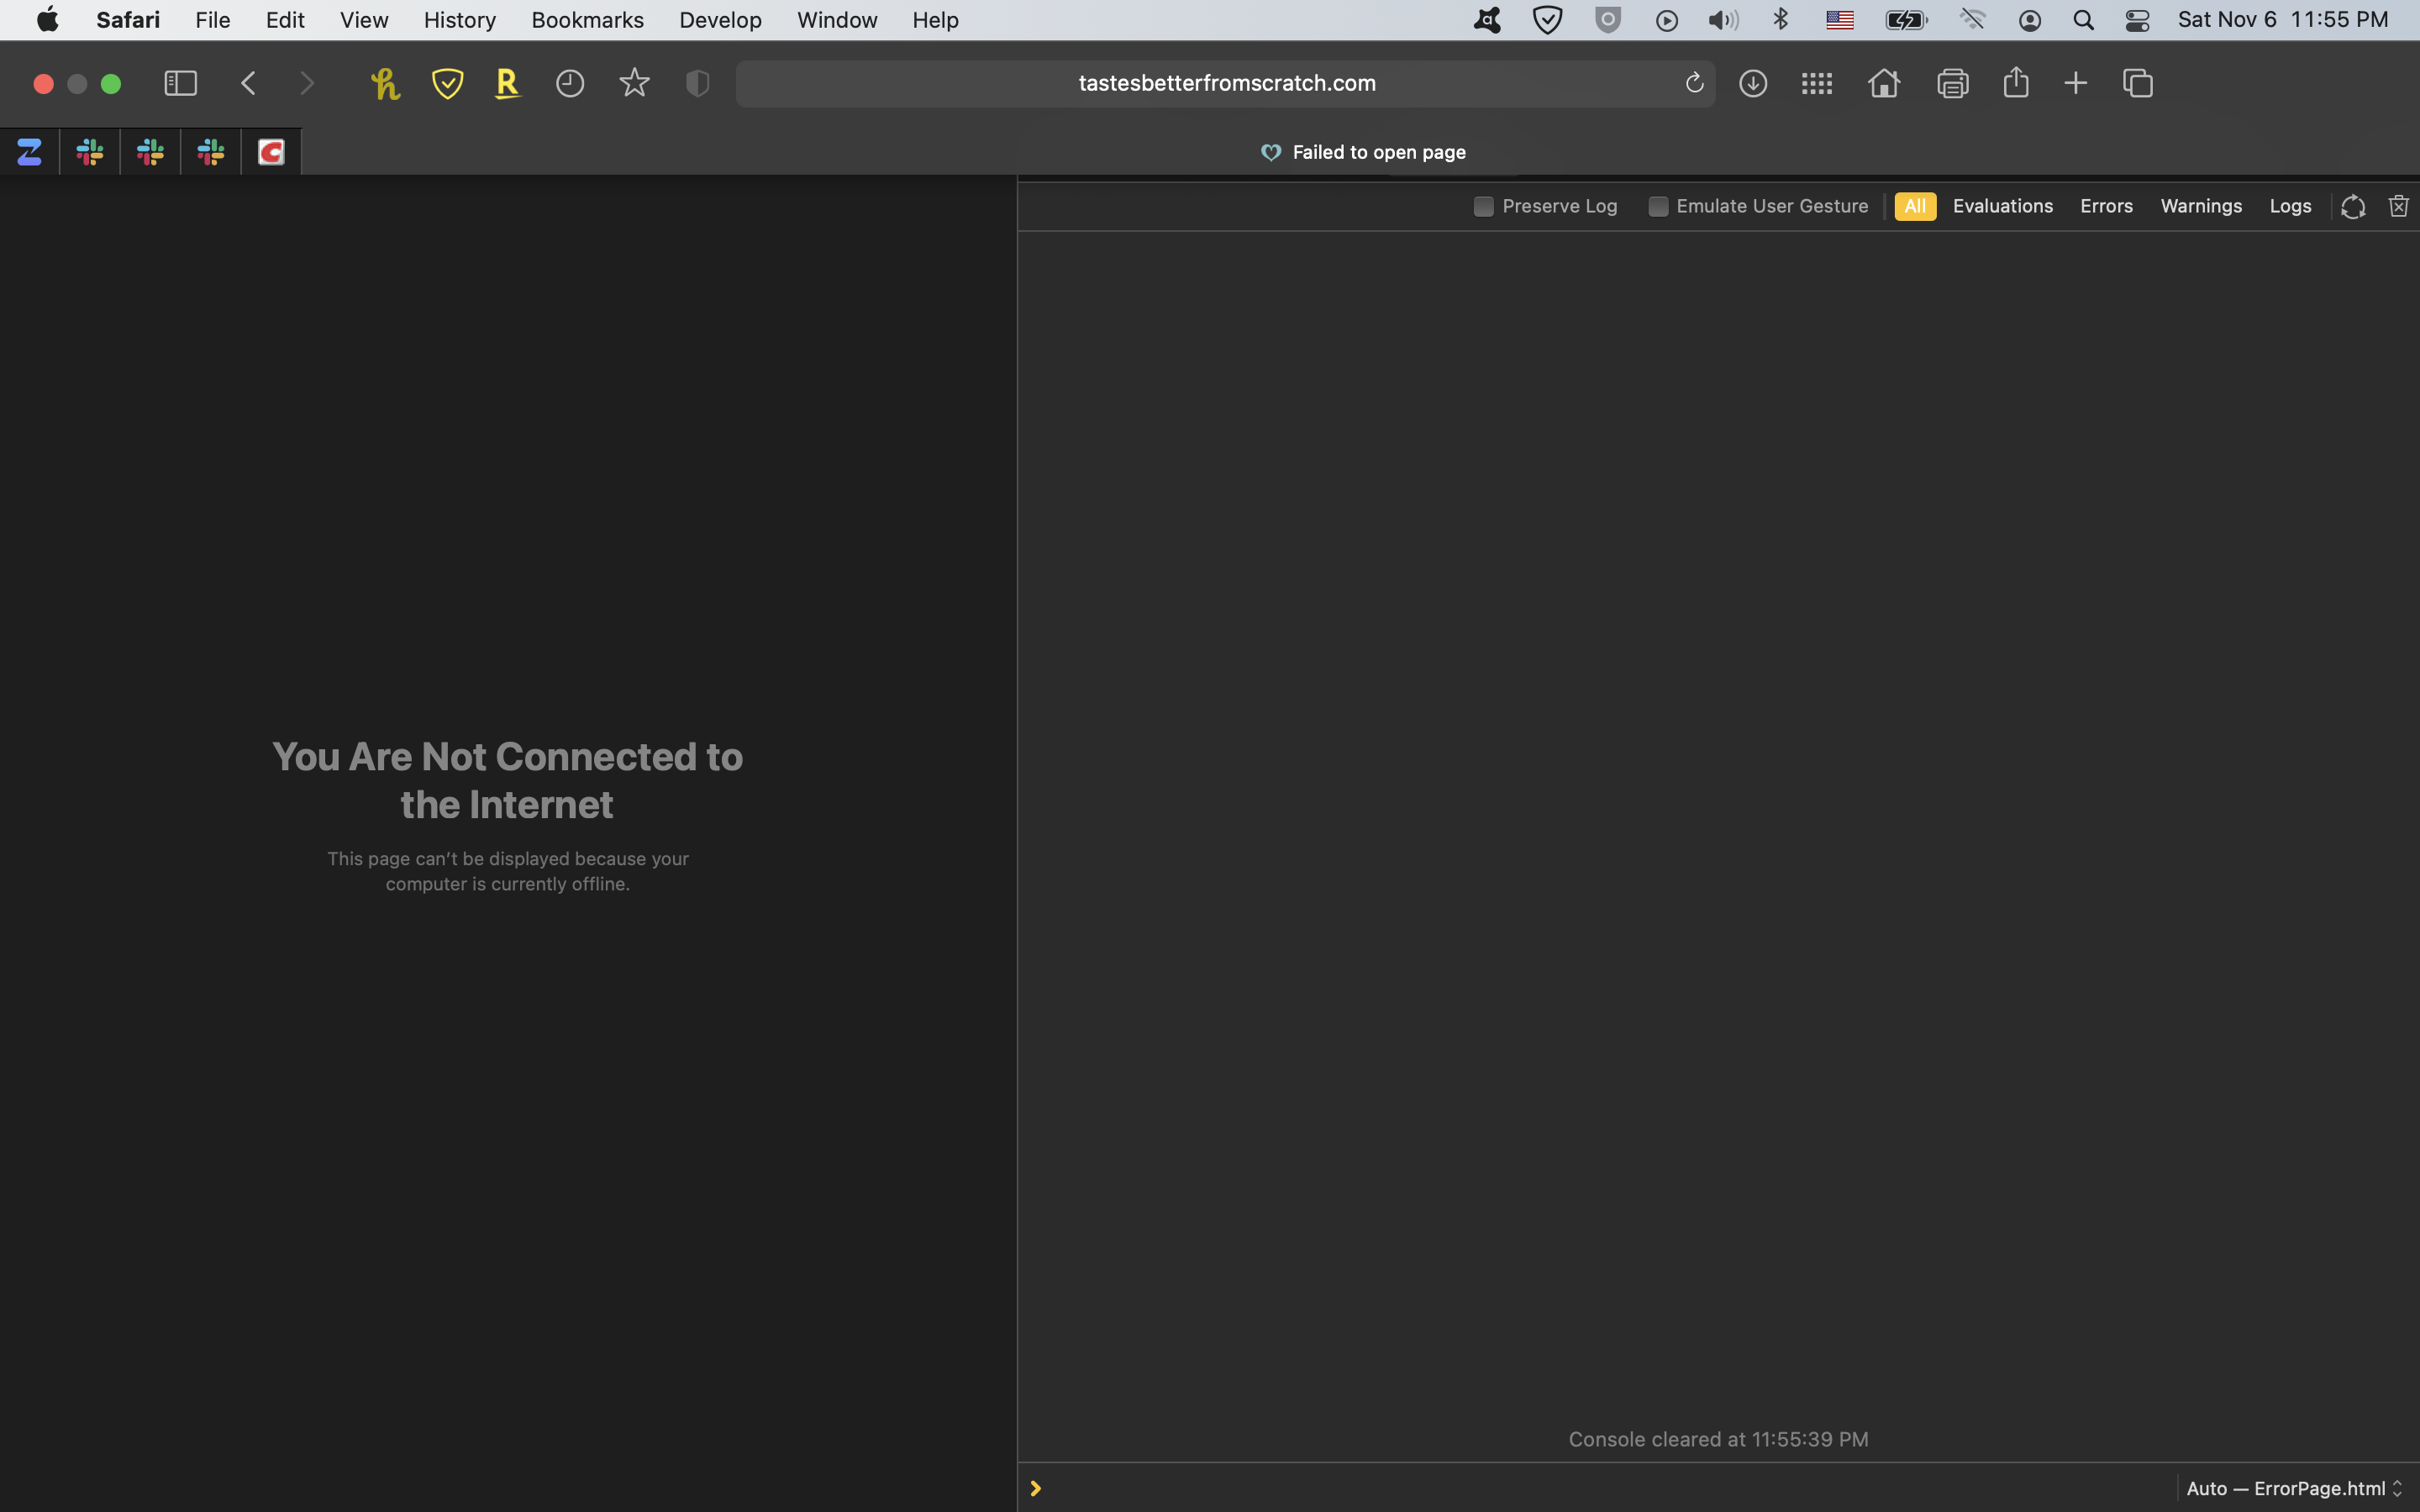 Safari File Edit View History Bookmarks Develop Window Help Sat Nov 6 11:55 PM
tastesbetterfromscratch.com
Failed to open page
Preserve Log Emulate User Gesture All Evaluations Errors Warnings Logs
You Are Not Connected to
the Internet
This page can’t be displayed because your
computer is currently offline.
Console cleared at 11:55:39 PM
Auto — ErrorPage.html